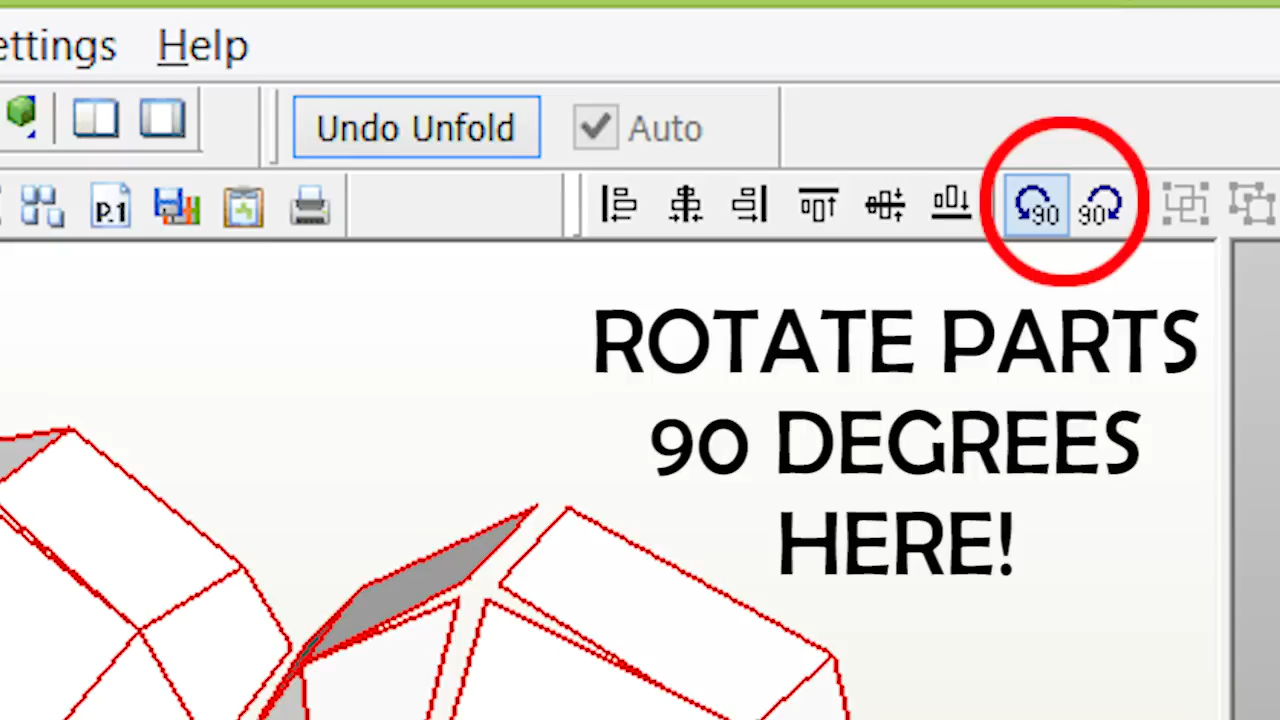 ettings Help
Undo Unfold Auto
P.1 90 90
ROTATE PARTS
90 DEGREES
HERE!